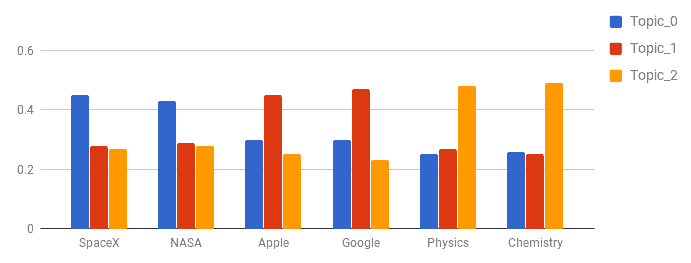 Topic_0
Topic_1
Topic_2
0.6
0.4
0.2
0
SpaceX NASA Apple Google Physics Chemistry